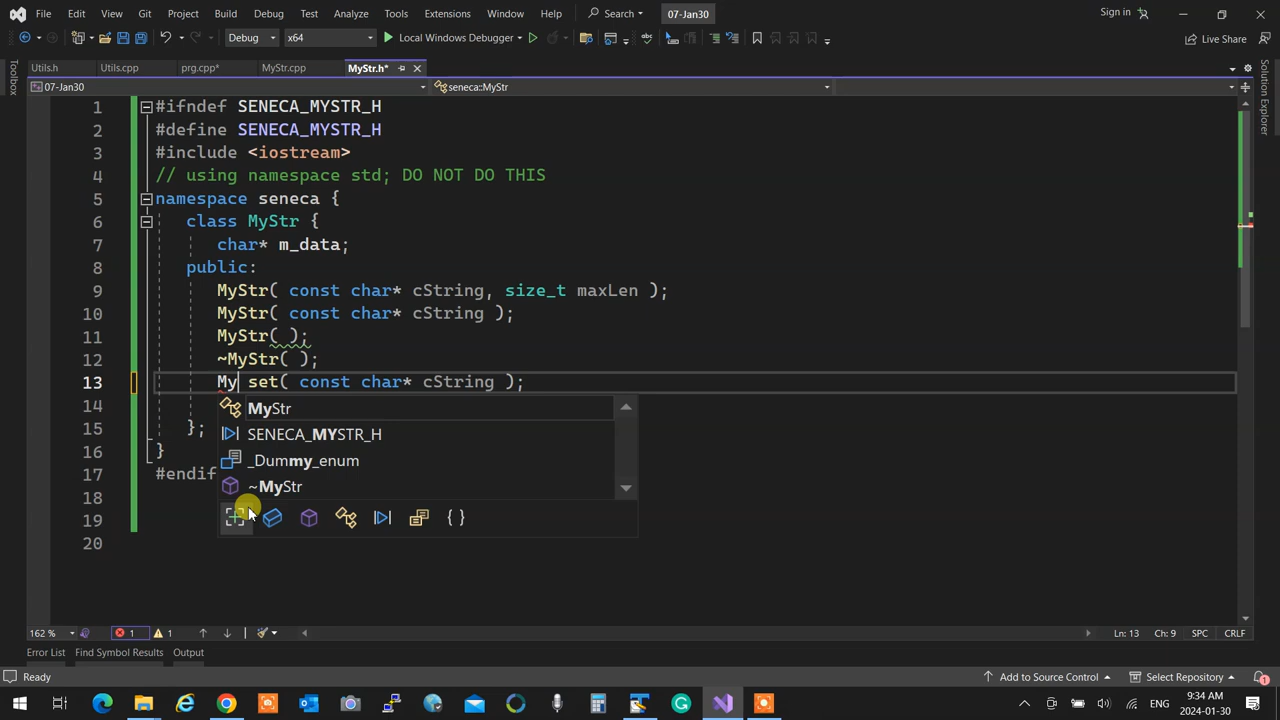 File Edit View Git Project Build Debug Test Analyze Tools Extensions Window Help Search 07-Jan30 Sign in
Debug x64 Local Windows Debugger Live Share
Utils.h Utils.cpp prg.cpp* MyStr.cpp MyStr.h*
Toolbox
Solution Explorer
07-Jan30 seneca::MyStr
1 #ifndef SENECA_MYSTR_H
2 #define SENECA_MYSTR_H
3 #include <iostream>
4 // using namespace std; DO NOT DO THIS
5 namespace seneca {
6 class MyStr {
7 char* m_data;
8 public:
9 MyStr( const char* cString, size_t maxLen );
10 MyStr( const char* cString );
11 MyStr( );
12 ~MyStr( );
13 My set( const char* cString );
14 MyStr
15 };
SENECA_MYSTR_H
16 }
_Dummy_enum
17 #endif
~MyStr
18
19 { }
20
162 % 1 1 Ln: 13 Ch: 9 SPC CRLF
Error List Find Symbol Results Output
Ready Add to Source Control Select Repository 1
ENG 9:34 AM
2024-01-30